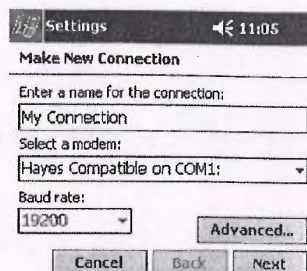 Settings 11:05
Make New Connection
Enter a name for the connection:
My Connection
Select a modem:
Hayes Compatible on COM1:
Baud rate:
19200
Advanced...
Cancel Back Next